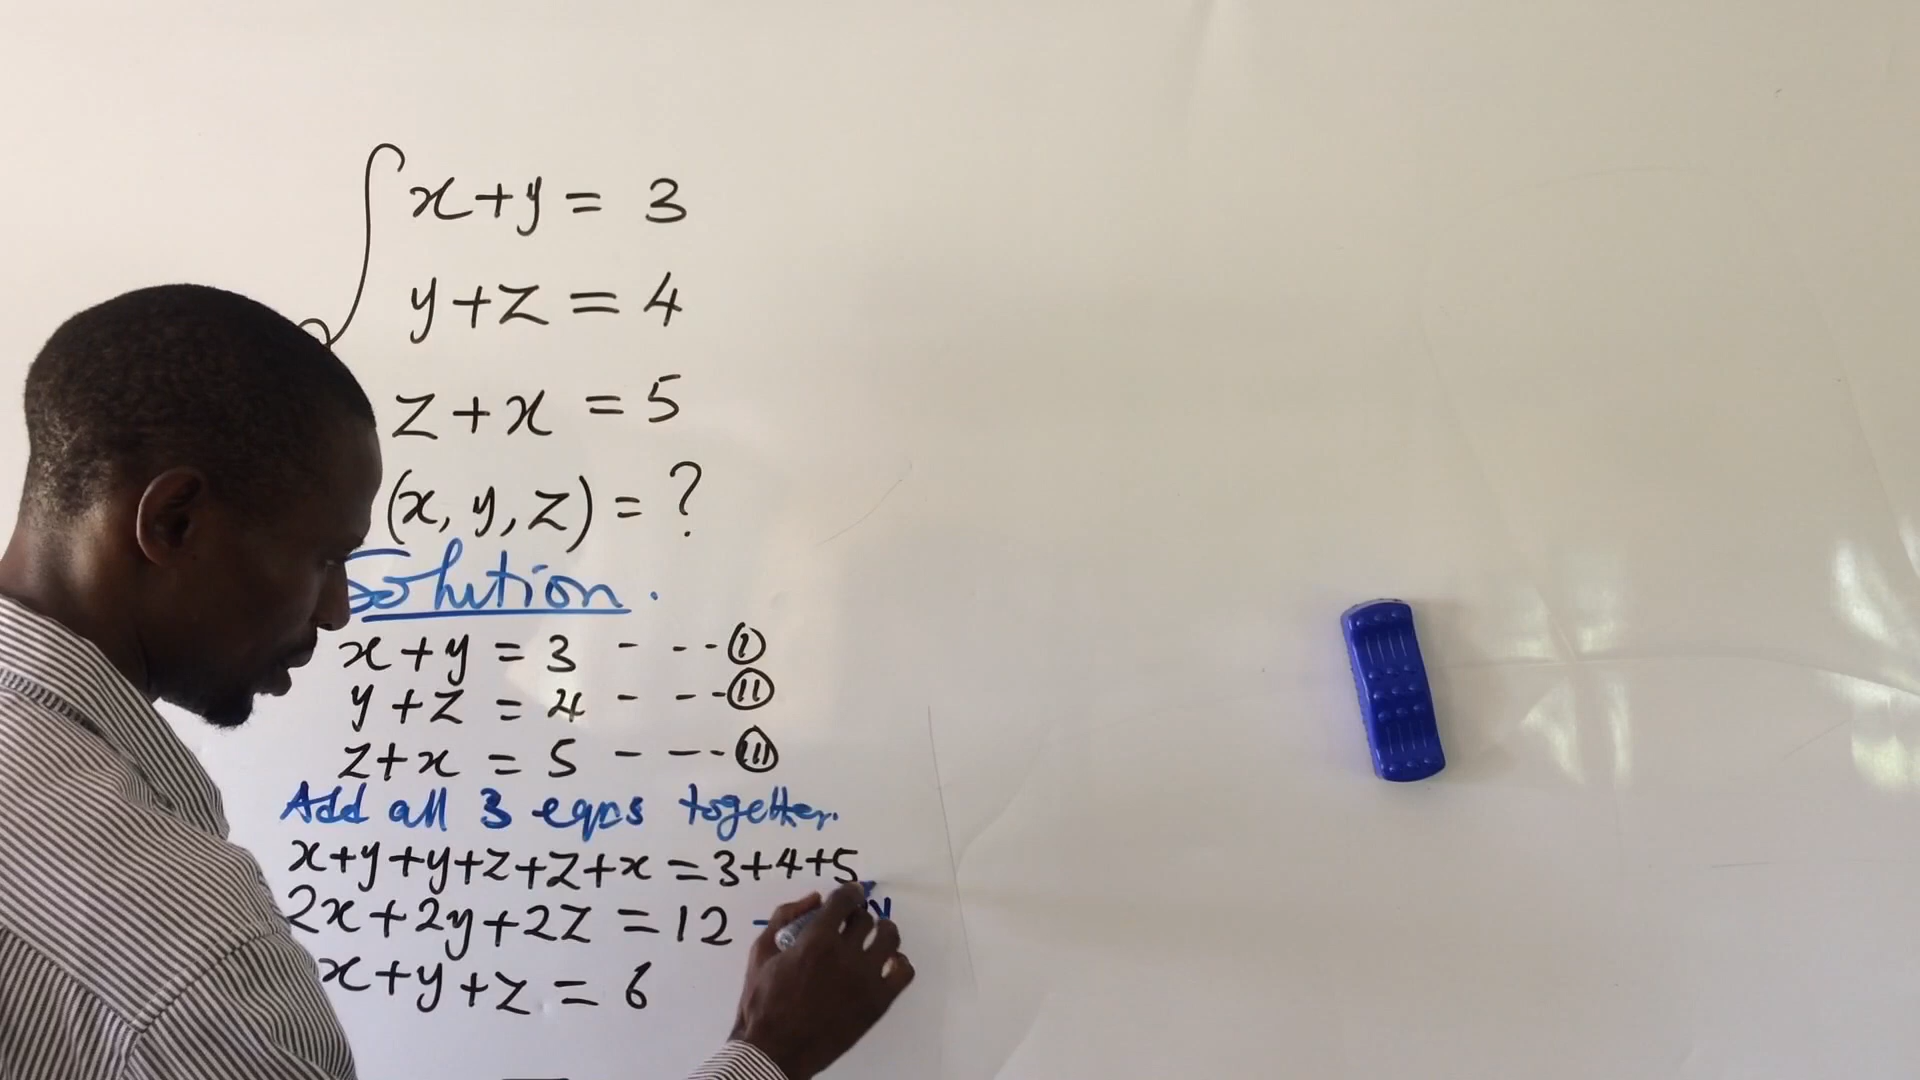 x+y = 3
y+z = 4
z+x = 5
(x, y, z) = ?
Solution.
x+y = 3 - - - (I)
y+z = 4 - - - (II)
z+x = 5 - - - (III)
Add all 3 eqns together.
x+y+y+z+z+x = 3+4+5
2x+2y+2z = 12
x+y+z = 6